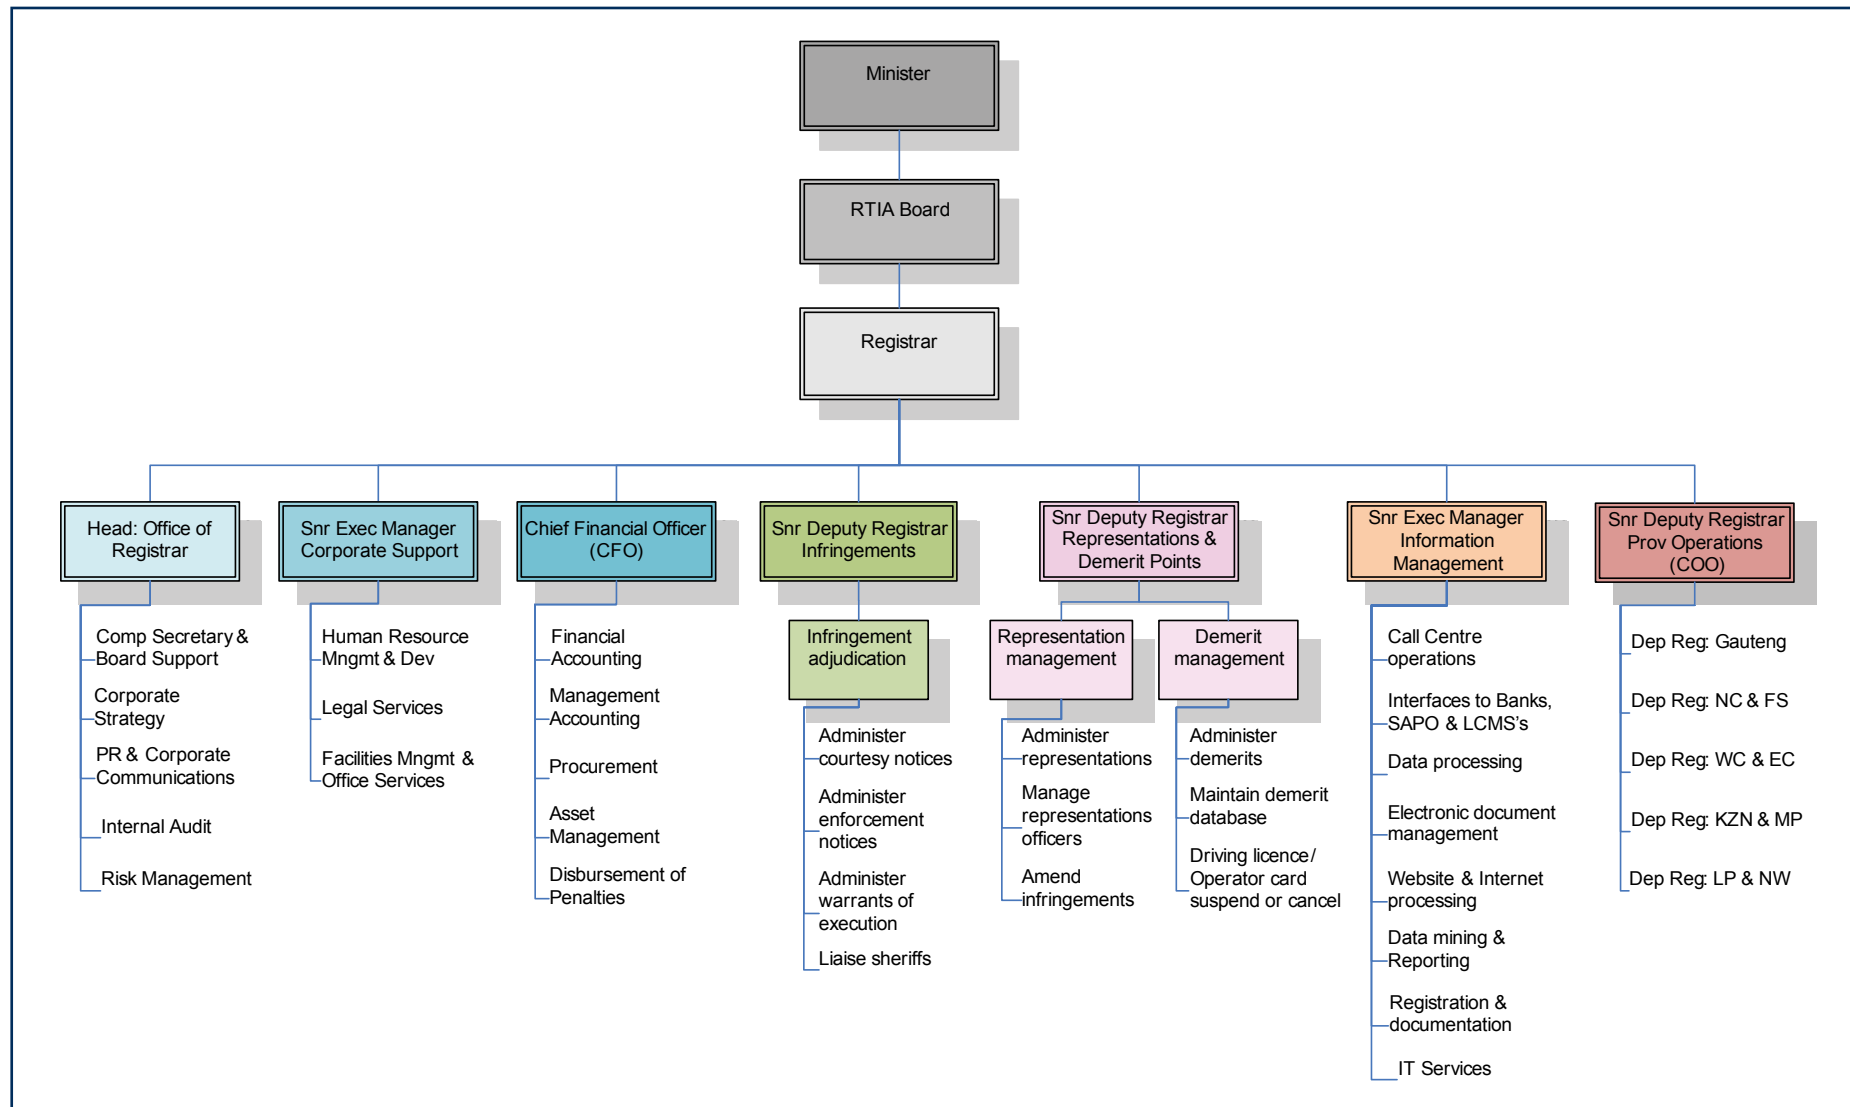 Minister
RTIA Board
Registrar
Head: Office of
Registrar
Comp Secretary &
Board Support
Corporate
Strategy
PR & Corporate
Communications
Internal Audit
Risk Management
Snr Exec Manager
Corporate Support
Human Resource
Mngmt & Dev
Legal Services
Facilities Mngmt &
Office Services
Chief Financial Officer
(CFO)
Financial
Accounting
Management
Accounting
Procurement
Asset
Management
Disbursement of
Penalties
Snr Deputy Registrar
Infringements
Infringement
adjudication
Administer
courtesy notices
Administer
enforcement
notices
Administer
warrants of
execution
Liaise sheriffs
Snr Deputy Registrar
Representations &
Demerit Points
Representation
management
Administer
representations
Manage
representations
officers
Amend
infringements
Demerit
management
Administer
demerits
Maintain demerit
database
Driving licence/
Operator card
suspend or cancel
Snr Exec Manager
Information
Management
Call Centre
operations
Interfaces to Banks,
SAPO & LCMS's
Data processing
Electronic document
management
Website & Internet
processing
Data mining &
Reporting
Registration &
documentation
IT Services
Snr Deputy Registrar
Prov Operations
(COO)
Dep Reg: Gauteng
Dep Reg: NC & FS
Dep Reg: WC & EC
Dep Reg: KZN & MP
Dep Reg: LP & NW